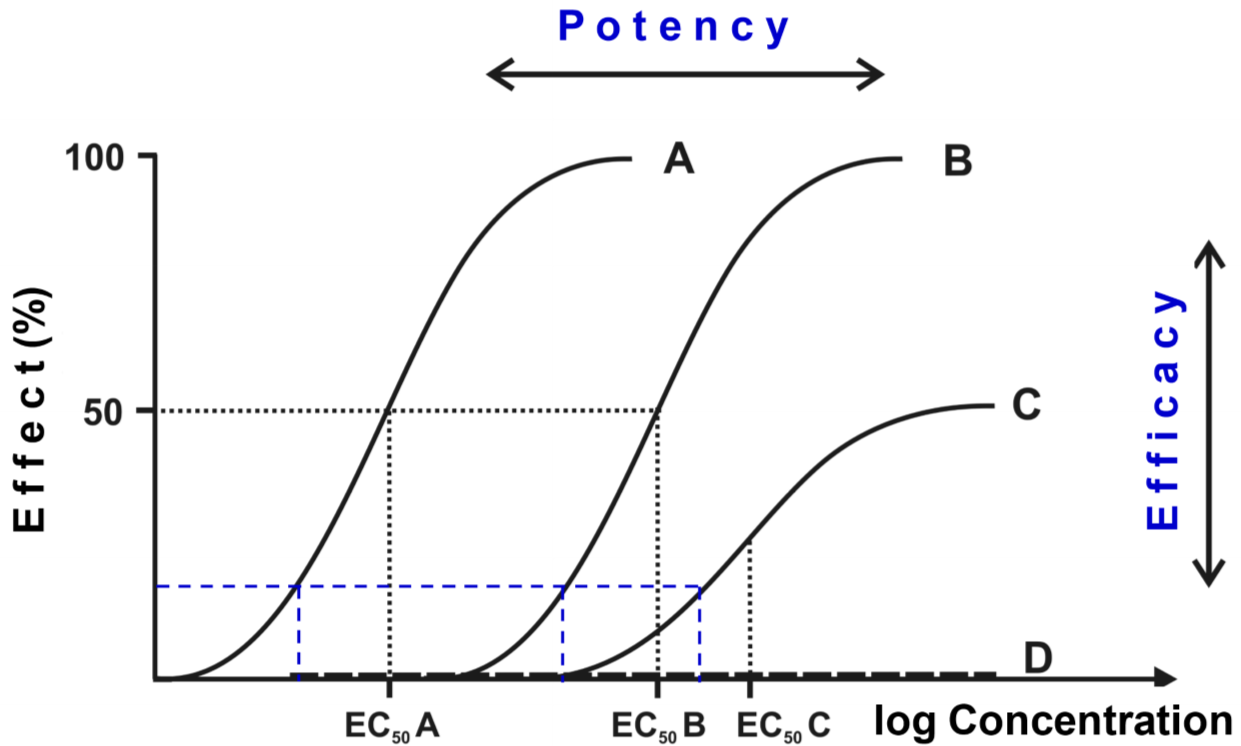 Potency
100
A
B
Effect(%)
50
C
Efficacy
D
EC50 A
EC50 B
EC50 C
log Concentration